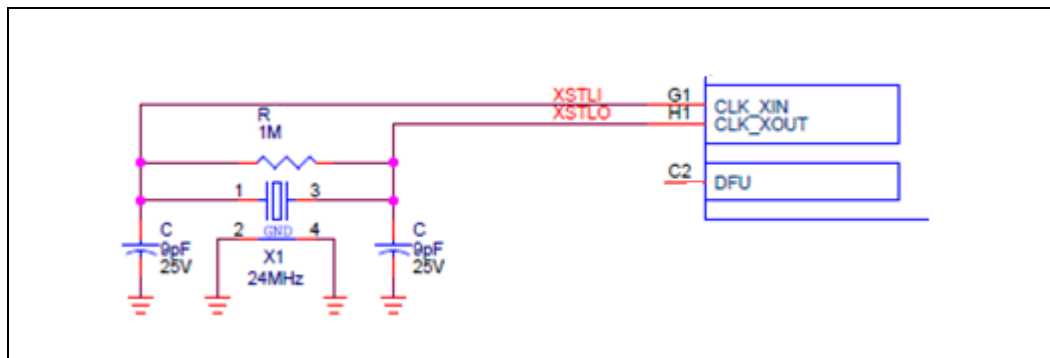 XSTLI G1 CLK_XIN
XSTLO H1 CLK_XOUT
R
1M
C2 DFU
1 3
C 2 GND 4 C
9pF X1 9pF
25V 24MHz 25V